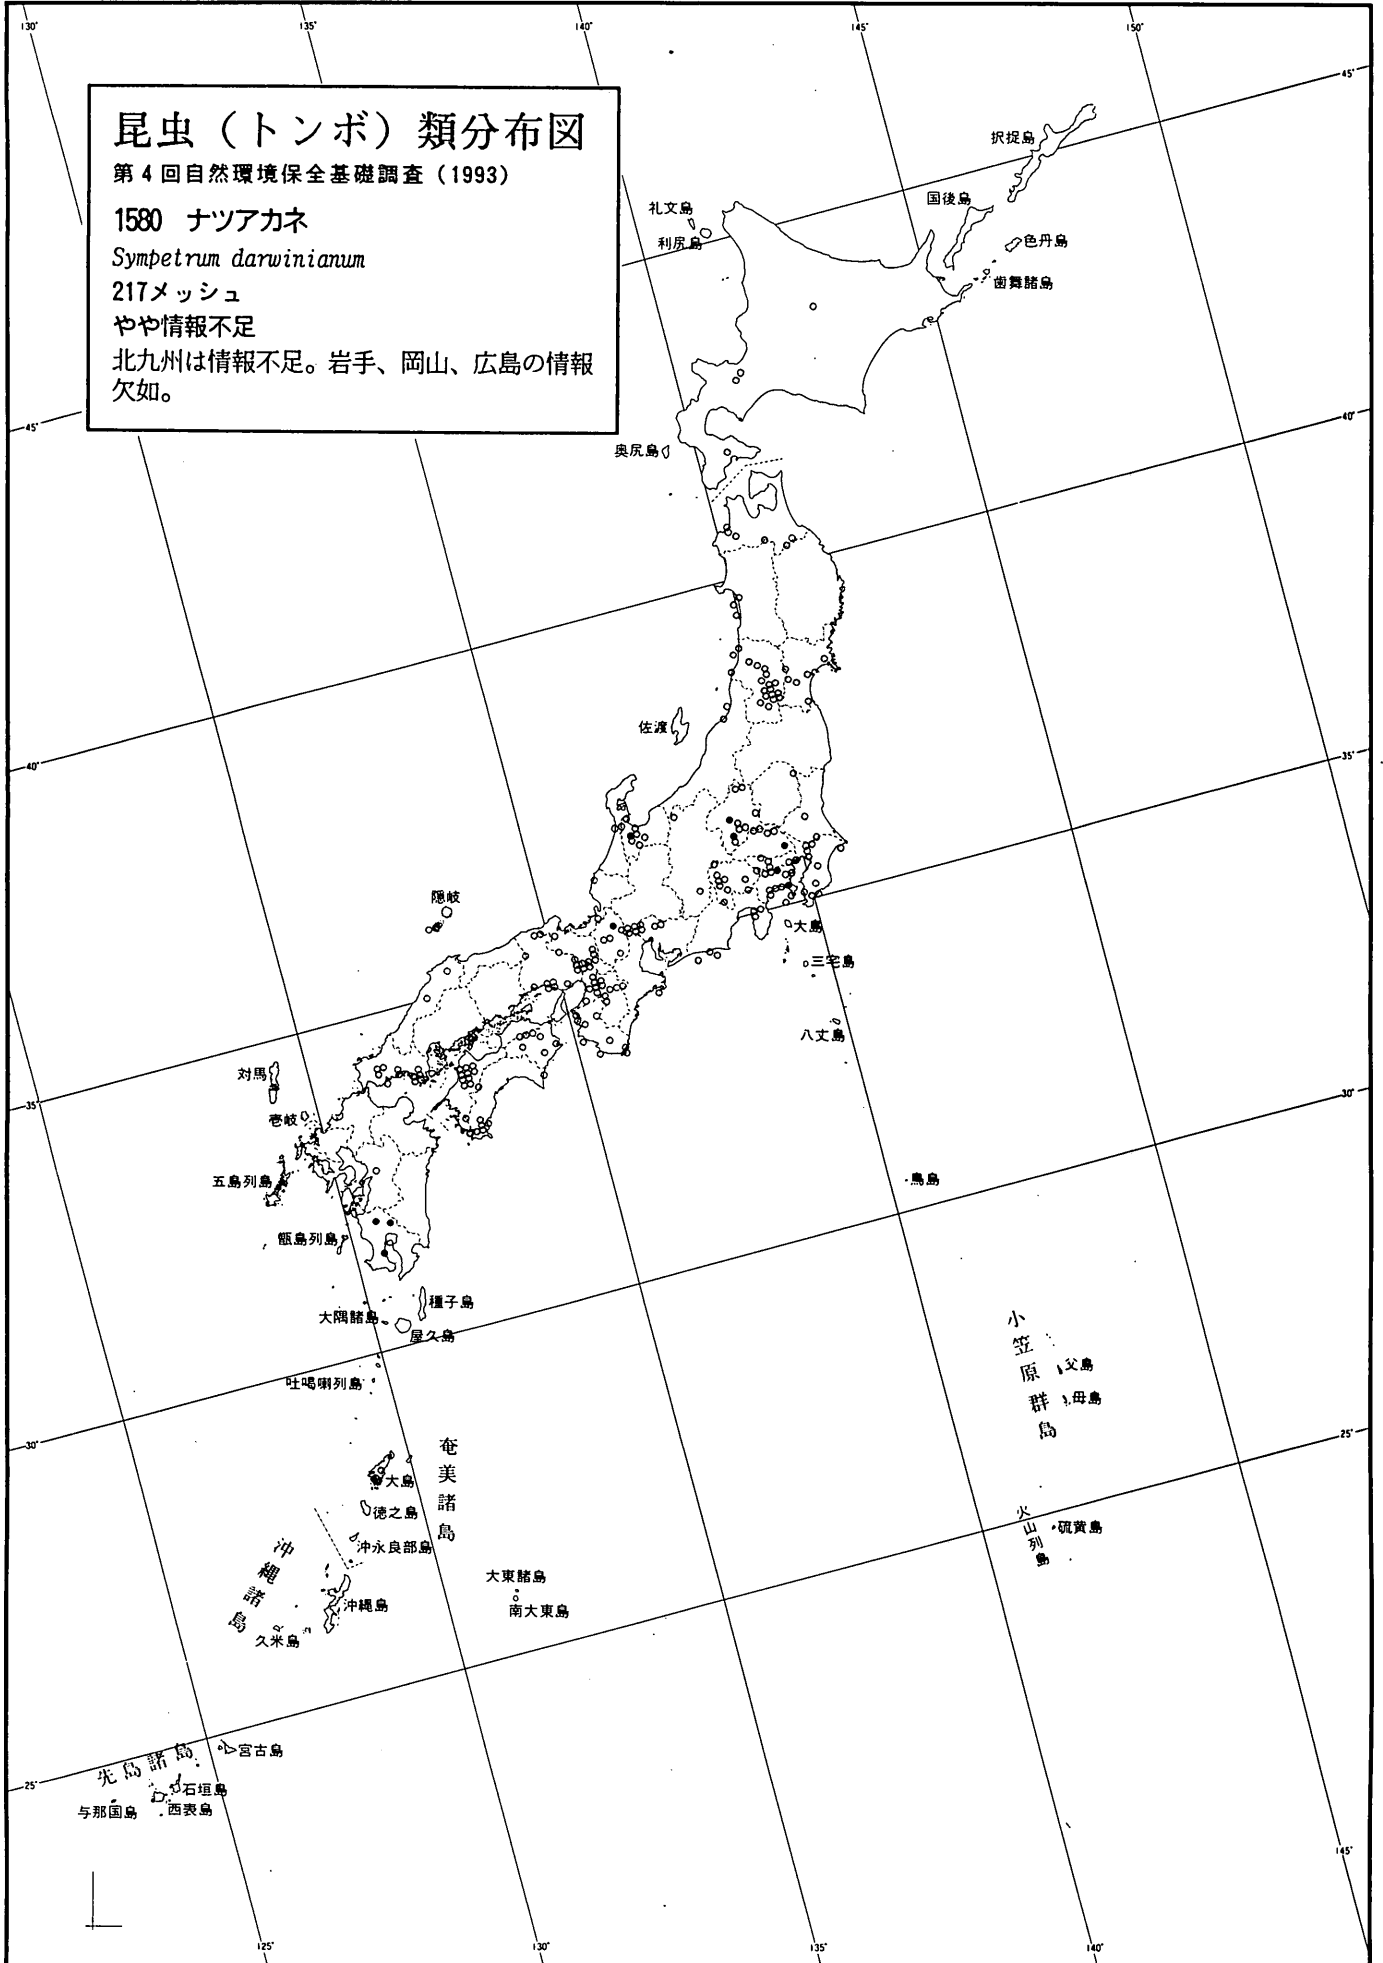 130°
135°
140°
145°
150°
昆虫（トンボ）類分布図
第4回自然環境保全基礎調査（1993）
1580 ナツアカネ
Sympetrum darwinianum
217メッシュ
やや情報不足
北九州は情報不足。岩手、岡山、広島の情報
欠如。
45°
択捉島
国後島
色丹島
歯舞諸島
礼文島
利尻島
45°
40°
奥尻島
佐渡
40°
35°
隠岐
大島
三宅島
八丈島
対馬
壱岐
35°
30°
五島列島
鳥島
甑島列島
種子島
大隅諸島
屋久島
吐喝喇列島
小笠原群島
父島
母島
30°
25°
奄美諸島
大島
徳之島
沖永良部島
沖縄諸島
沖縄島
久米島
大東諸島
南大東島
火山列島
硫黄島
先島諸島
宮古島
石垣島
西表島
与那国島
25°
145°
125°
130°
135°
140°